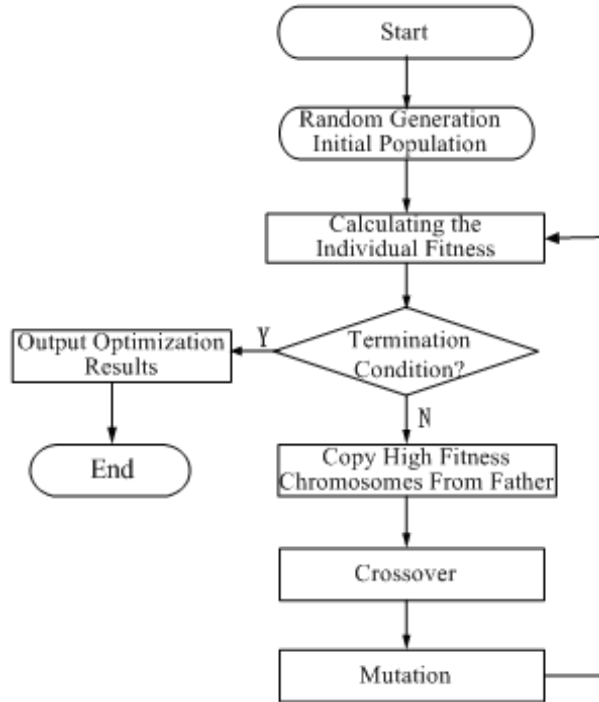 Start
Random Generation
Initial Population
Calculating the
Individual Fitness
Termination
Condition?
Y
Output Optimization
Results
End
N
Copy High Fitness
Chromosomes From Father
Crossover
Mutation